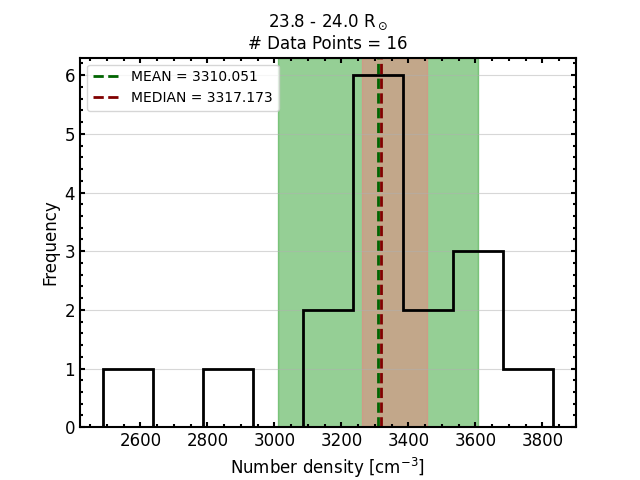 23.8 - 24.0 R⊙
# Data Points = 16
MEAN = 3310.051
MEDIAN = 3317.173
Frequency
6
5
4
3
2
1
0
2600 2800 3000 3200 3400 3600 3800
Number density [cm⁻³]